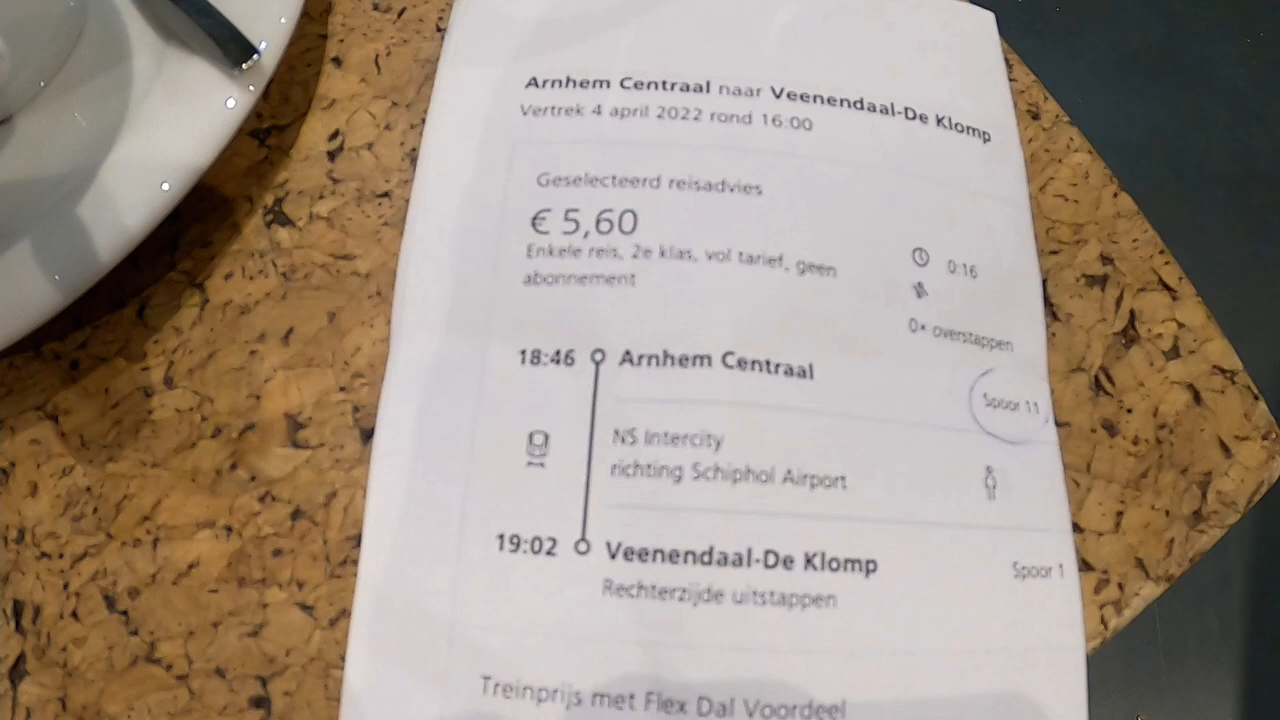 Arnhem Centraal naar Veenendaal-De Klomp
Vertrek 4 april 2022 rond 16:00
Geselecteerd reisadvies
€ 5,60
Enkele reis, 2e klas, vol tarief, geen
abonnement
0:16
0× overstappen
18:46 Arnhem Centraal Spoor 11
NS Intercity
richting Schiphol Airport
19:02 Veenendaal-De Klomp Spoor 1
Rechterzijde uitstappen
Treinprijs met Flex Dal Voordeel